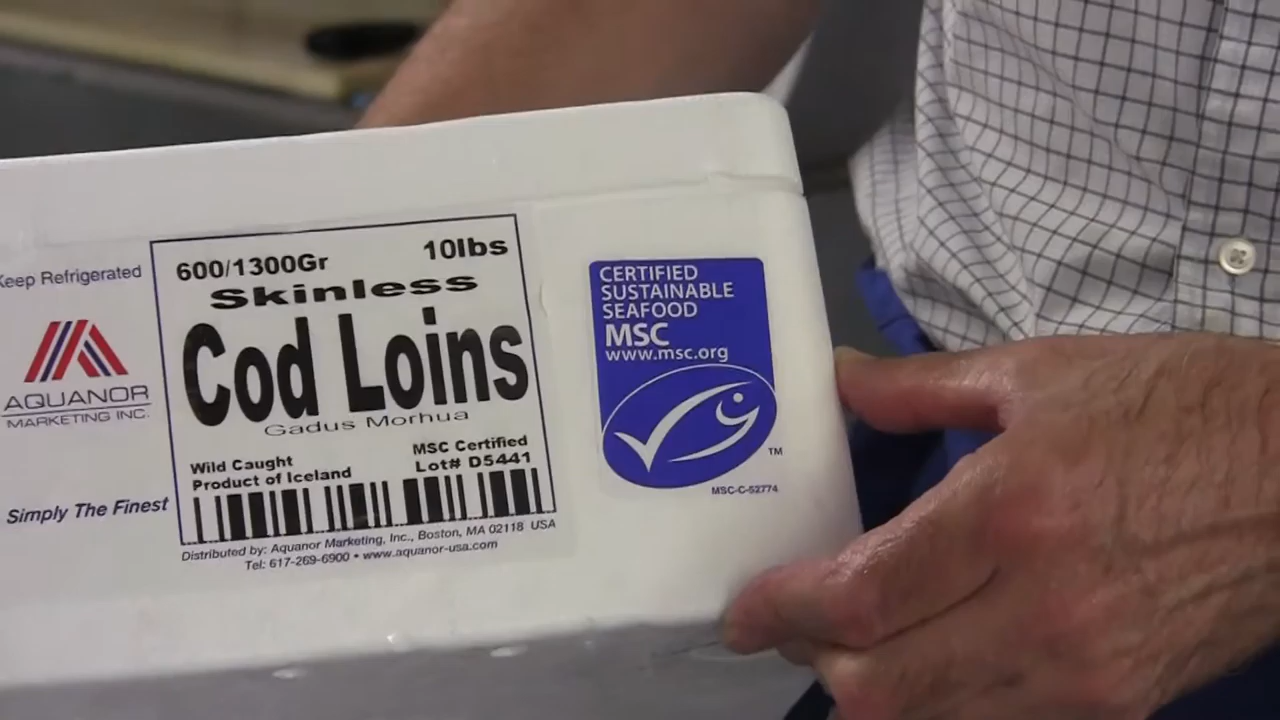 Keep Refrigerated
AQUANOR
MARKETING INC.
Simply The Finest
600/1300Gr 10lbs
Skinless
Cod Loins
Gadus Morhua
Wild Caught MSC Certified
Product of Iceland Lot# D5441
Distributed by: Aquanor Marketing, Inc., Boston, MA 02118 USA
Tel: 617-269-6900 • www.aquanor-usa.com
CERTIFIED
SUSTAINABLE
SEAFOOD
MSC
www.msc.org
TM
MSC-C-52774